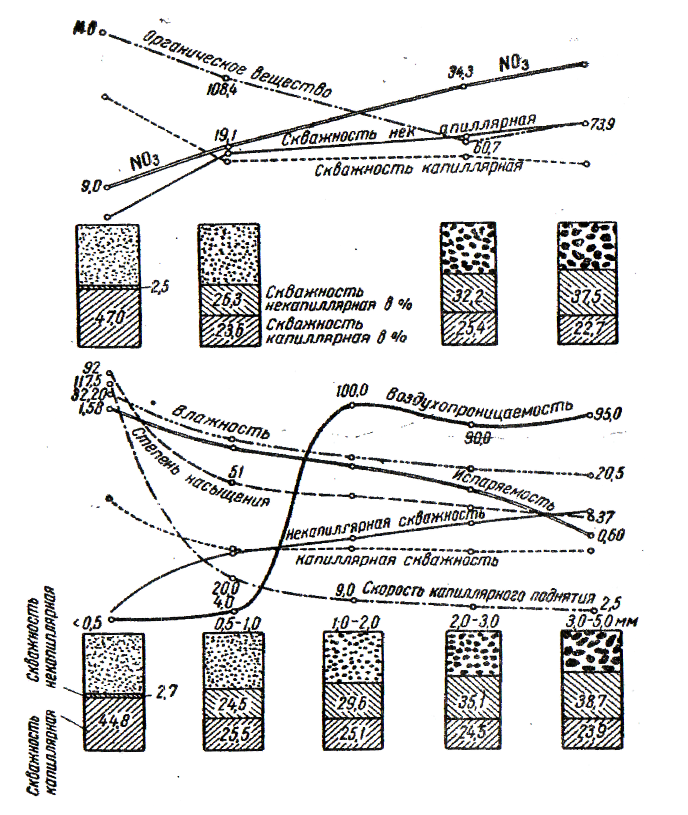 органическое вещество
108,4
34,3
NO₃
19,1
Скважность нек апиллярная
73,9
60,7
NO₃
Скважность капиллярная
9,0
2,5
47,0
26,3
23,6
Скважность
некапиллярная в %
Скважность
капиллярная в %
32,2
25,4
37,5
22,7
92
117,5
32,20
1,58
Влажность
Степень насыщения
51
100,0
Воздухопроницаемость
90,0
95,0
20,5
Испаряемость
некапиллярная скважность
37
0,60
капиллярная скважность
20,0
4,0
9,0
Скорость капиллярного поднятия
2,5
<0,5
0,5-1,0
1,0-2,0
2,0-3,0
3,0-5,0 мм
Скважность
некапиллярная
Скважность
капиллярная
2,7
44,8
24,5
25,5
29,6
25,1
35,1
24,5
38,7
23,9